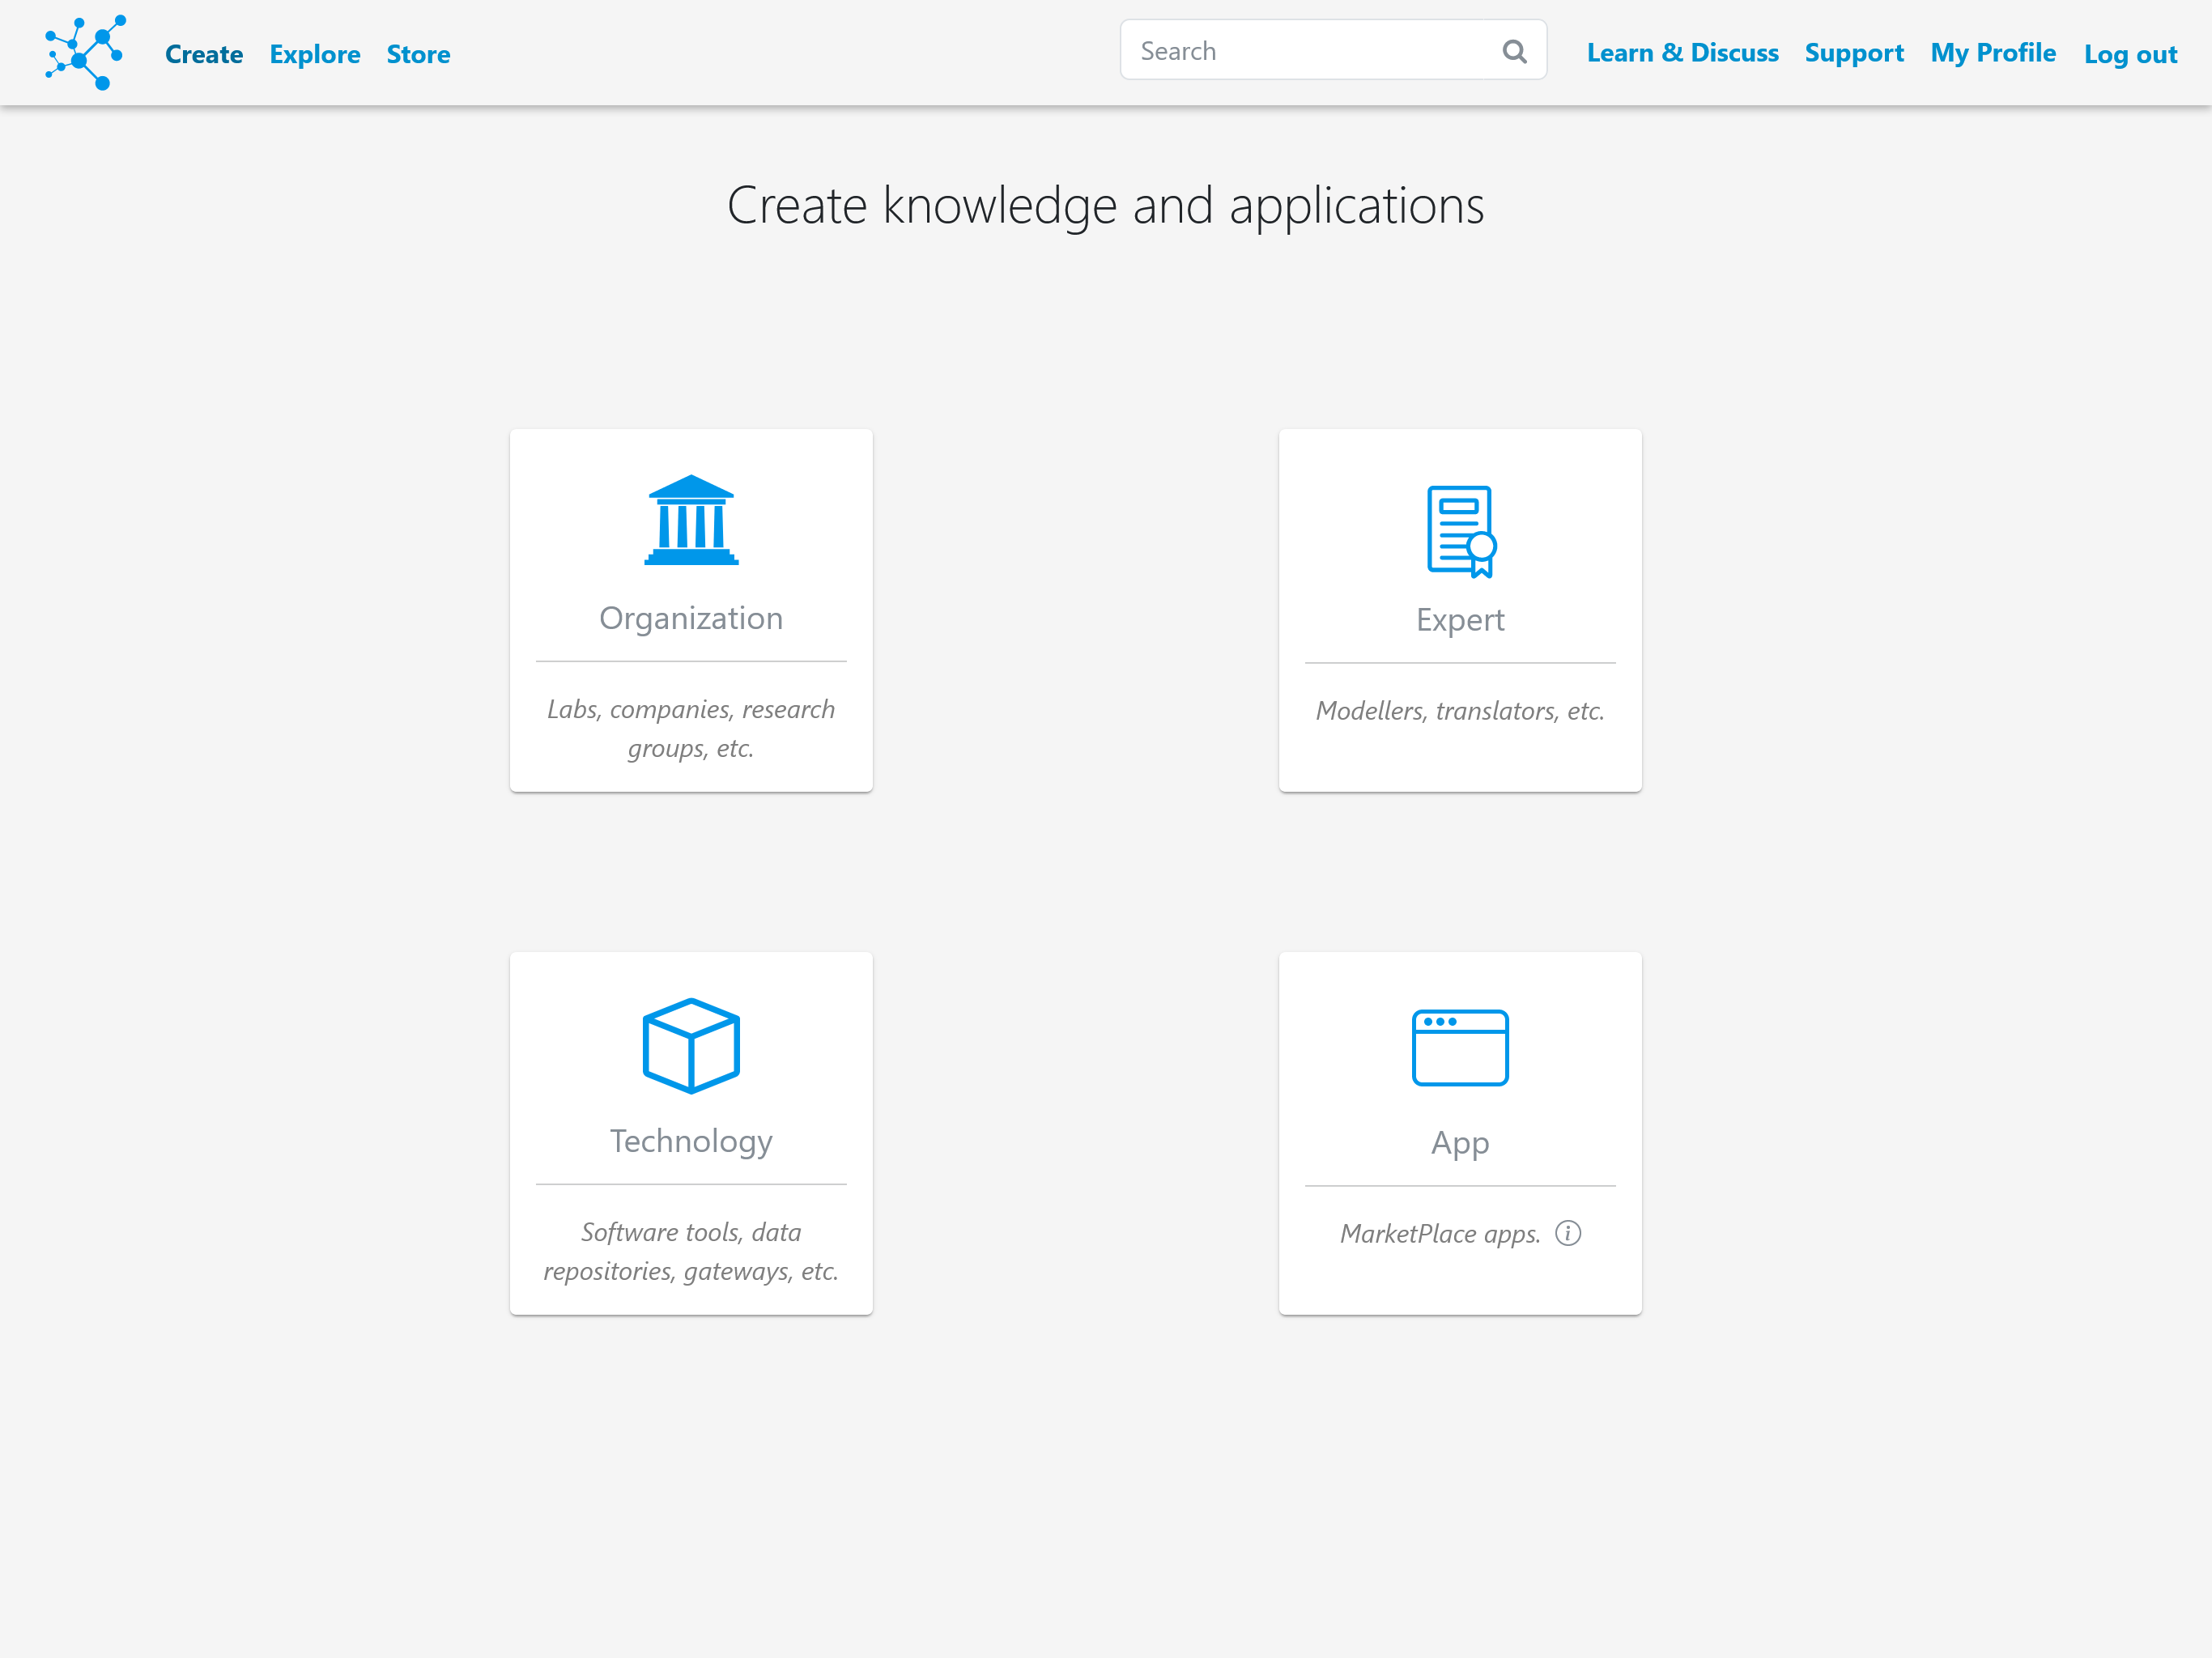 Create Explore Store Search Learn & Discuss Support My Profile Log out
Create knowledge and applications
Organization
Labs, companies, research
groups, etc.
Expert
Modellers, translators, etc.
Technology
Software tools, data
repositories, gateways, etc.
App
MarketPlace apps.